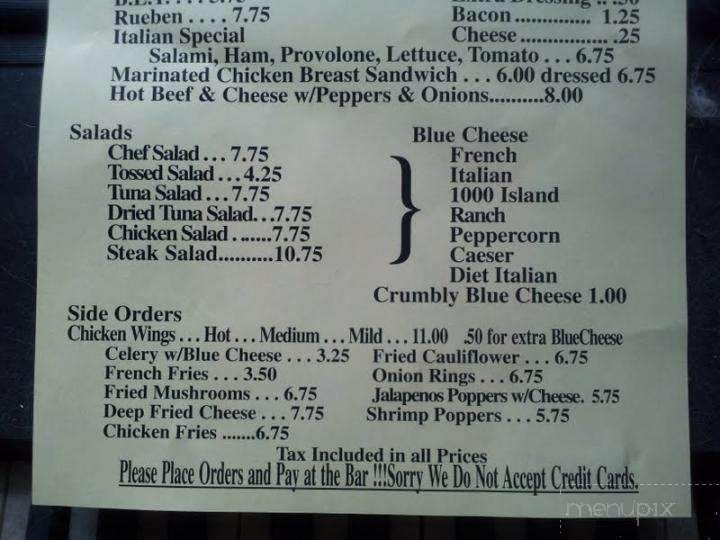 B.L.T. . . . 5.75
Rueben . . . . 7.75
Italian Special
Salami, Ham, Provolone, Lettuce, Tomato . . . 6.75
Marinated Chicken Breast Sandwich . . . 6.00 dressed 6.75
Hot Beef & Cheese w/Peppers & Onions..........8.00
Extra Dressing .. .50
Bacon.............. 1.25
Cheese................. .25
Salads
Chef Salad . . . 7.75
Tossed Salad . . . 4.25
Tuna Salad . . . 7.75
Dried Tuna Salad. . .7.75
Chicken Salad . .......7.75
Steak Salad..........10.75
Blue Cheese
French
Italian
1000 Island
Ranch
Peppercorn
Caeser
Diet Italian
Crumbly Blue Cheese 1.00
Side Orders
Chicken Wings . . . Hot . . . Medium . . . Mild . . . 11.00 .50 for extra BlueCheese
Celery w/Blue Cheese . . . 3.25
French Fries . . . 3.50
Fried Mushrooms . . . 6.75
Deep Fried Cheese . . . 7.75
Chicken Fries .......6.75
Fried Cauliflower . . . 6.75
Onion Rings . . . 6.75
Jalapenos Poppers w/Cheese. 5.75
Shrimp Poppers . . . 5.75
Tax Included in all Prices
Please Place Orders and Pay at the Bar !!!Sorry We Do Not Accept Credit Cards.
menupix